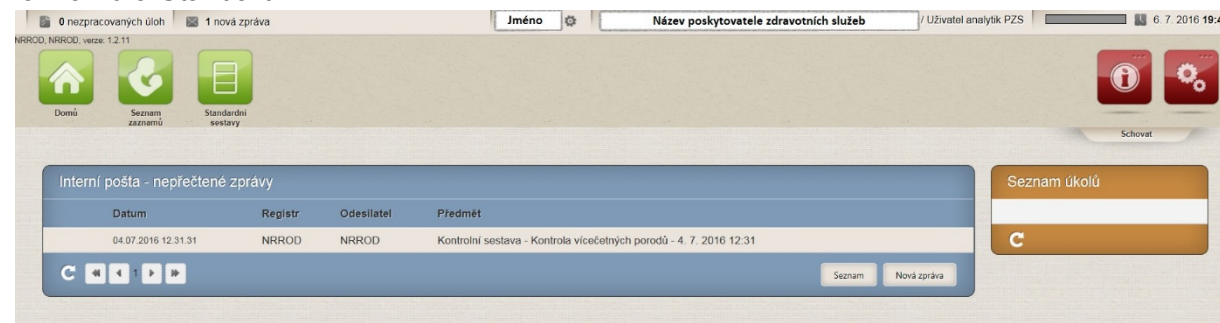 0 nezpracovaných úloh 1 nová zpráva Jméno Název poskytovatele zdravotních služeb / Uživatel analytik PZS 6. 7. 2016 19:4
NRROD, NRROD, verze: 1.2.11
Domů Seznam zaznamů Standardní sestavy
Schovat
Interní pošta - nepřečtené zprávy
Datum Registr Odesilatel Předmět
04.07.2016 12.31.31 NRROD NRROD Kontrolní sestava - Kontrola vícečetných porodů - 4. 7. 2016 12:31
1 Seznam Nová zpráva
Seznam úkolů